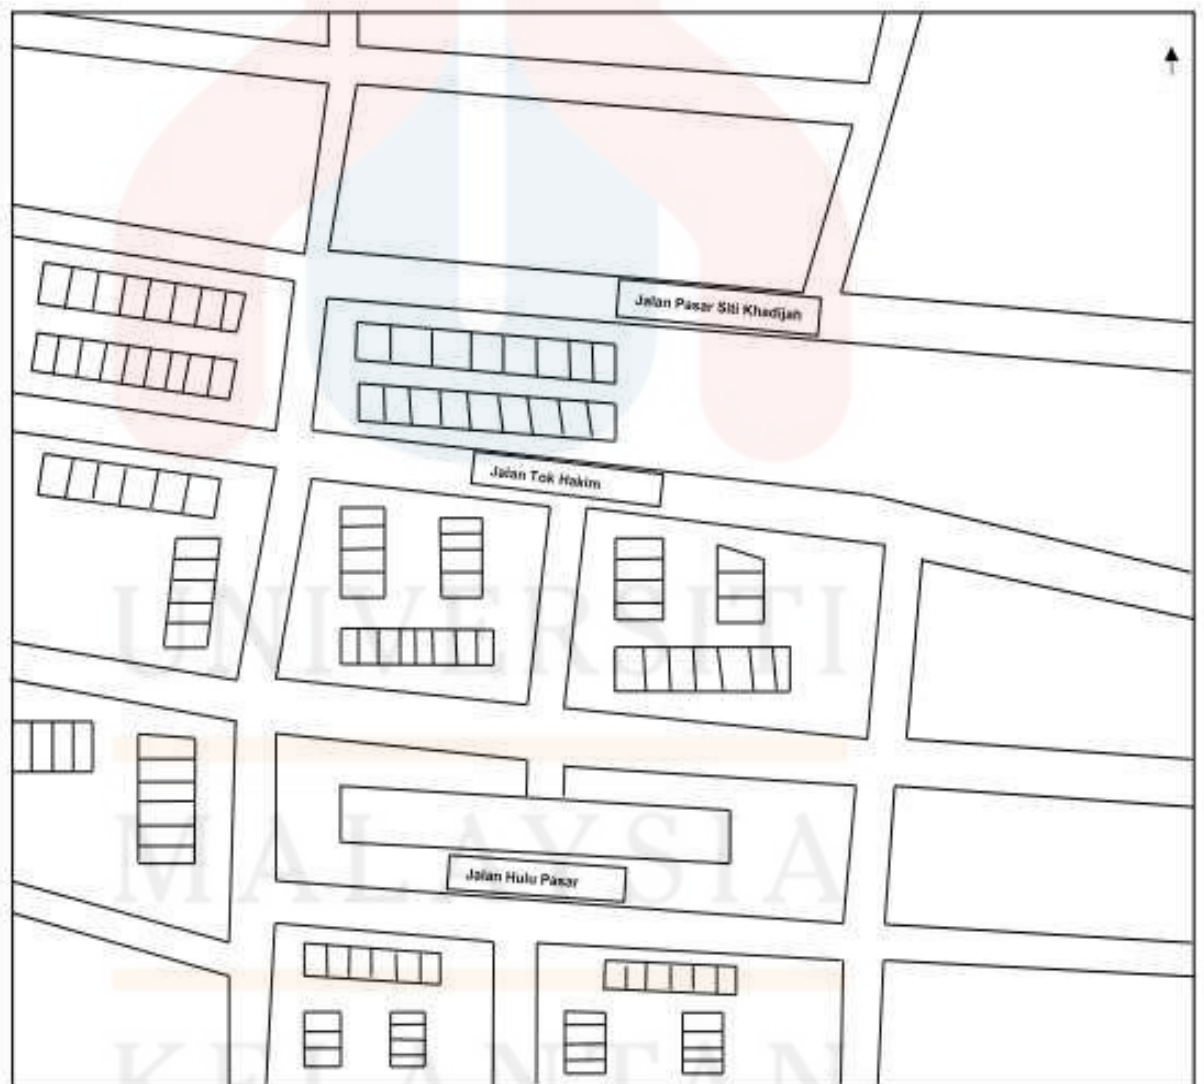 Jalan Pasar Siti Khadijah
Jalan Tok Hakim
UNIVERSITI
Jalan Hulu Pasar
MALAYSIA
KELANTAN